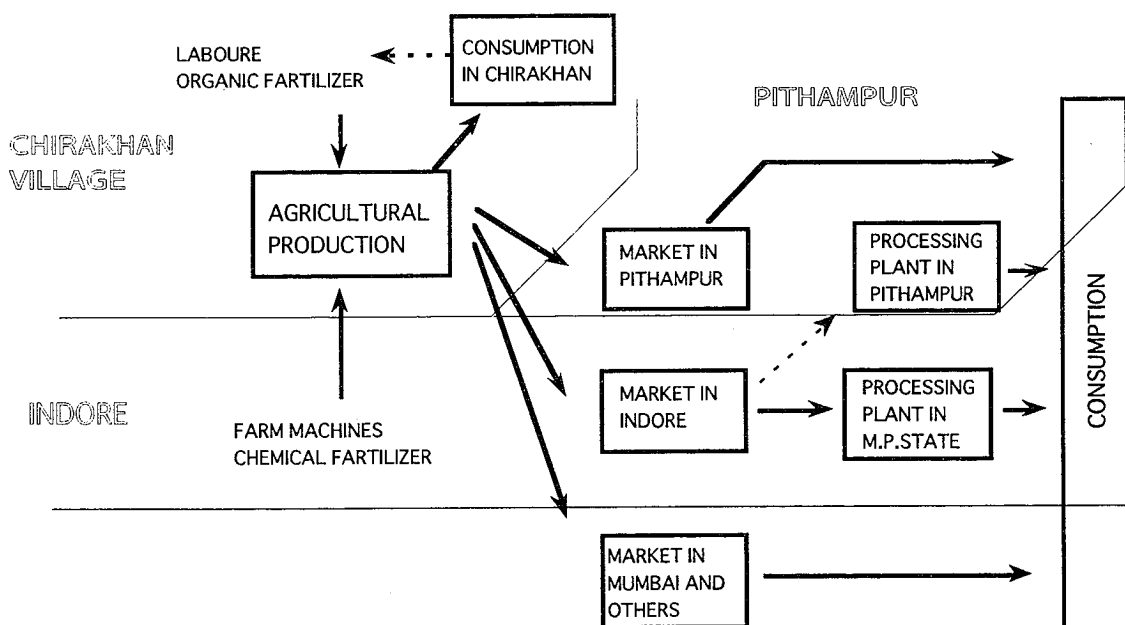 CONSUMPTION
IN CHIRAKHAN
LABOURE
ORGANIC FARTILIZER
PITHAMPUR
CHIRAKHAN
VILLAGE
AGRICULTURAL
PRODUCTION
MARKET IN
PITHAMPUR
PROCESSING
PLANT IN
PITHAMPUR
CONSUMPTION
INDORE
MARKET IN
INDORE
PROCESSING
PLANT IN
M.P.STATE
FARM MACHINES
CHEMICAL FARTILIZER
MARKET IN
MUMBAI AND
OTHERS